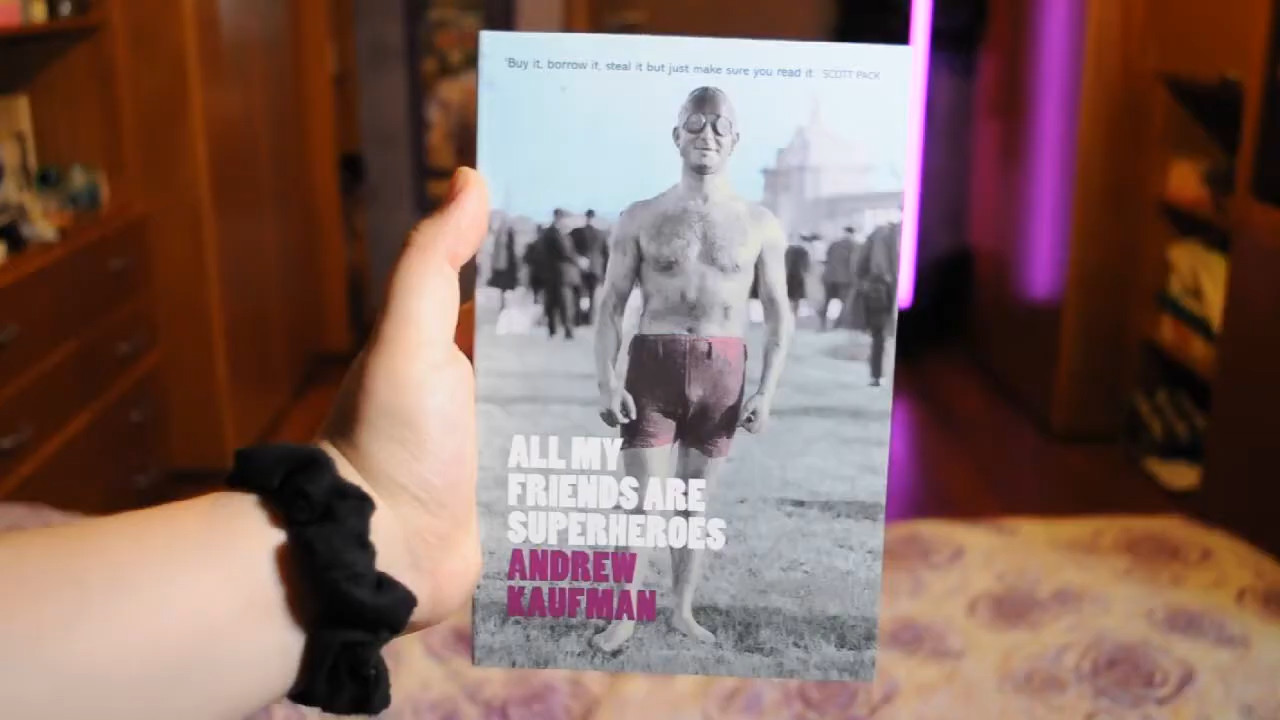 'Buy it, borrow it, steal it but just make sure you read it.' SCOTT PACK
ALL MY
FRIENDS ARE
SUPERHEROES
ANDREW
KAUFMAN